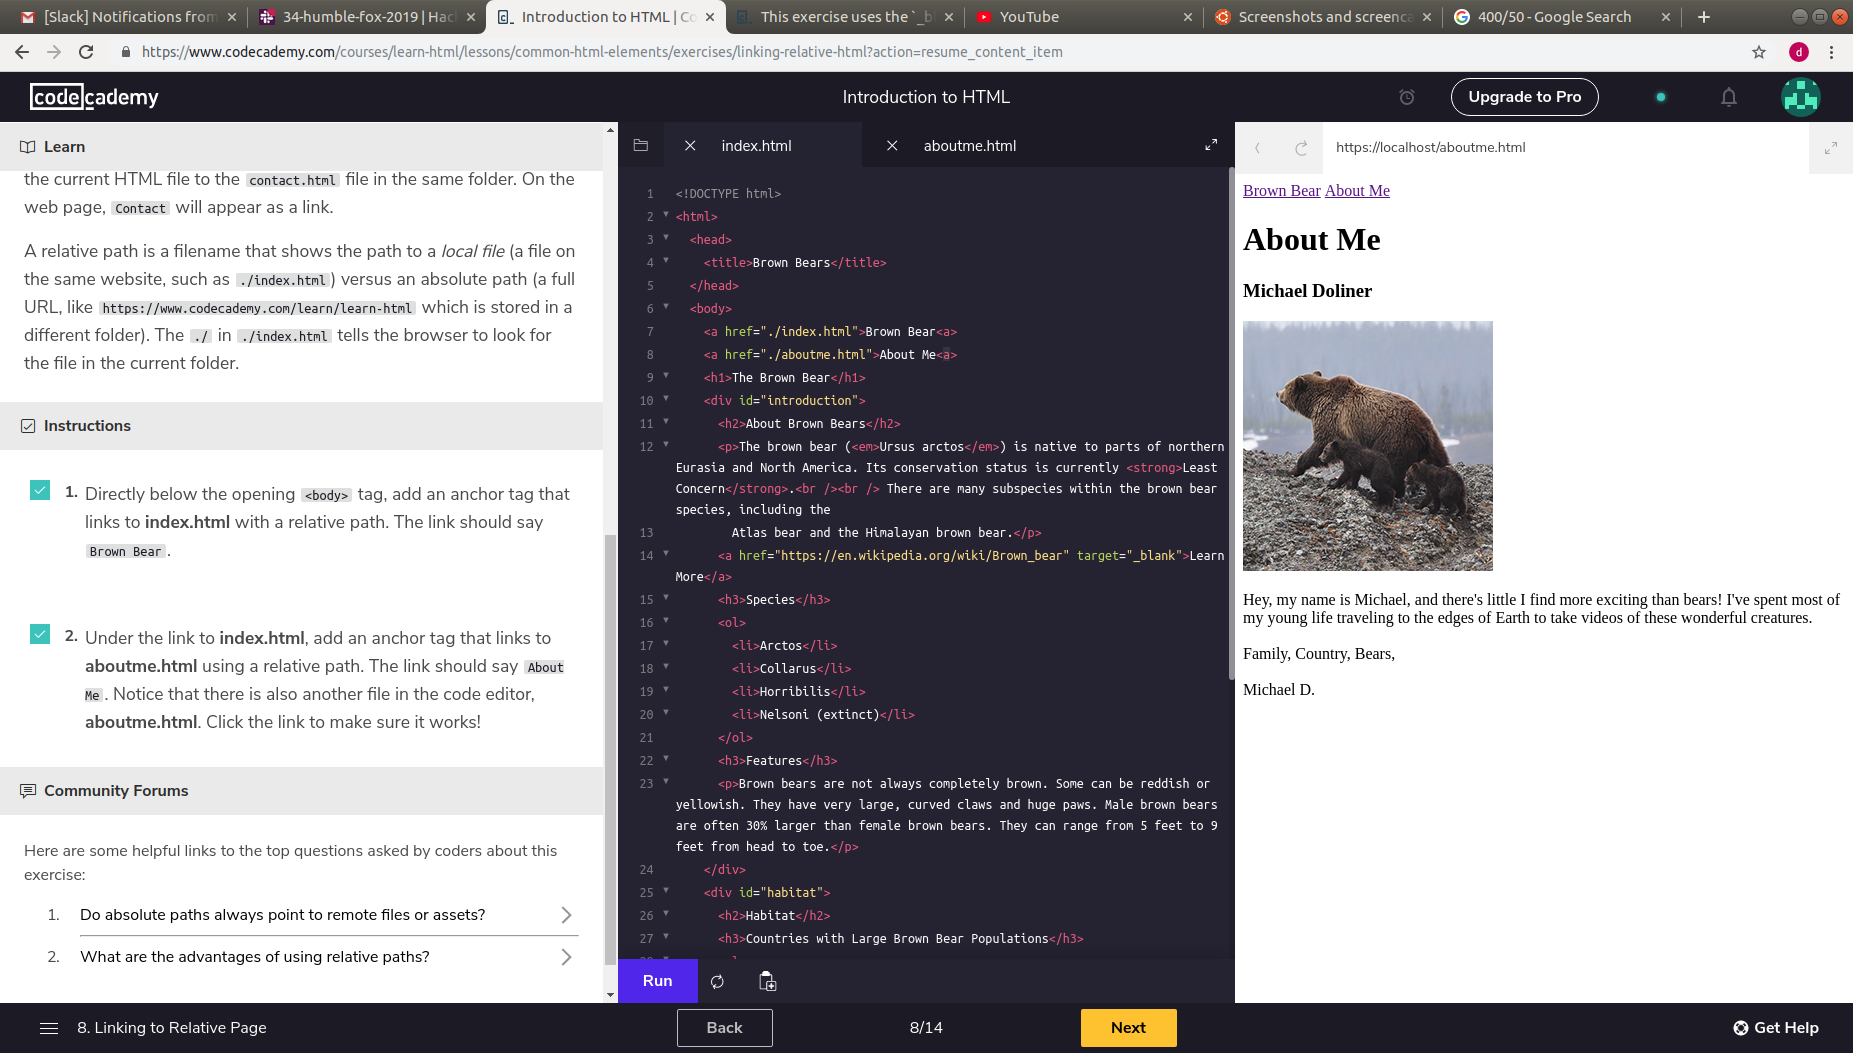 [Slack] Notifications from
34-humble-fox-2019 | Hac
Introduction to HTML | Co
This exercise uses the `_bl
YouTube
Screenshots and screenca
400/50 - Google Search
https://www.codecademy.com/courses/learn-html/lessons/common-html-elements/exercises/linking-relative-html?action=resume_content_item
d
codecademy
Introduction to HTML
Upgrade to Pro
Learn
the current HTML file to the contact.html file in the same folder. On the
web page, Contact will appear as a link.
A relative path is a filename that shows the path to a local file (a file on
the same website, such as ./index.html) versus an absolute path (a full
URL, like https://www.codecademy.com/learn/learn-html which is stored in a
different folder). The ./ in ./index.html tells the browser to look for
the file in the current folder.
Instructions
1. Directly below the opening <body> tag, add an anchor tag that
links to index.html with a relative path. The link should say
Brown Bear.
2. Under the link to index.html, add an anchor tag that links to
aboutme.html using a relative path. The link should say About
Me. Notice that there is also another file in the code editor,
aboutme.html. Click the link to make sure it works!
Community Forums
Here are some helpful links to the top questions asked by coders about this
exercise:
1. Do absolute paths always point to remote files or assets?
2. What are the advantages of using relative paths?
index.html
aboutme.html
1 <!DOCTYPE html>
2 <html>
3 <head>
4 <title>Brown Bears</title>
5 </head>
6 <body>
7 <a href="./index.html">Brown Bear<a>
8 <a href="./aboutme.html">About Me<a>
9 <h1>The Brown Bear</h1>
10 <div id="introduction">
11 <h2>About Brown Bears</h2>
12 <p>The brown bear (<em>Ursus arctos</em>) is native to parts of northern
Eurasia and North America. Its conservation status is currently <strong>Least
Concern</strong>.<br /><br /> There are many subspecies within the brown bear
species, including the
13 Atlas bear and the Himalayan brown bear.</p>
14 <a href="https://en.wikipedia.org/wiki/Brown_bear" target="_blank">Learn
More</a>
15 <h3>Species</h3>
16 <ol>
17 <li>Arctos</li>
18 <li>Collarus</li>
19 <li>Horribilis</li>
20 <li>Nelsoni (extinct)</li>
21 </ol>
22 <h3>Features</h3>
23 <p>Brown bears are not always completely brown. Some can be reddish or
yellowish. They have very large, curved claws and huge paws. Male brown bears
are often 30% larger than female brown bears. They can range from 5 feet to 9
feet from head to toe.</p>
24 </div>
25 <div id="habitat">
26 <h2>Habitat</h2>
27 <h3>Countries with Large Brown Bear Populations</h3>
Run
https://localhost/aboutme.html
Brown Bear About Me
About Me
Michael Doliner
Hey, my name is Michael, and there's little I find more exciting than bears! I've spent most of
my young life traveling to the edges of Earth to take videos of these wonderful creatures.
Family, Country, Bears,
Michael D.
8. Linking to Relative Page
Back
8/14
Next
Get Help